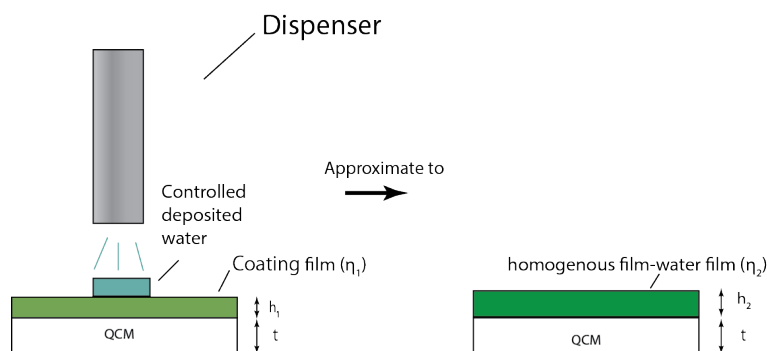 Dispenser
Approximate to
Controlled
deposited
water
Coating film (η₁)
h₁
QCM
t
homogenous film-water film (η₂)
h₂
QCM
t